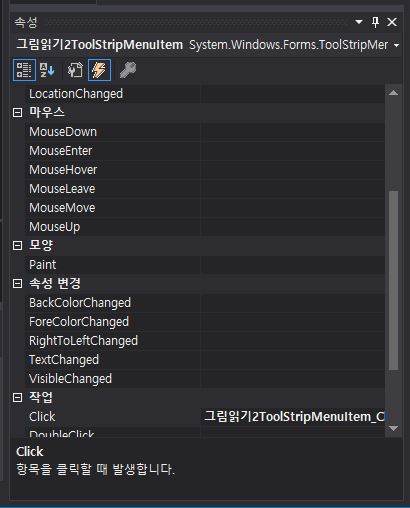 속성
그림읽기2ToolStripMenuItem System.Windows.Forms.ToolStripMer
LocationChanged
마우스
MouseDown
MouseEnter
MouseHover
MouseLeave
MouseMove
MouseUp
모양
Paint
속성 변경
BackColorChanged
ForeColorChanged
RightToLeftChanged
TextChanged
VisibleChanged
작업
Click 그림읽기2ToolStripMenuItem_Cl
DoubleClick
Click
항목을 클릭할 때 발생합니다.